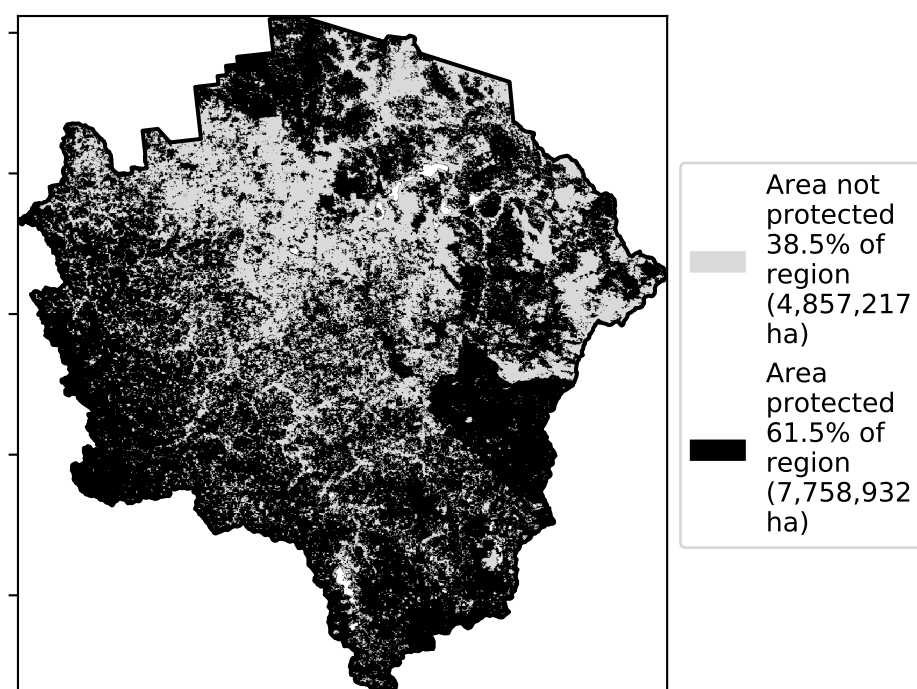 Area not
protected
38.5% of
region
(4,857,217
ha)
Area
protected
61.5% of
region
(7,758,932
ha)